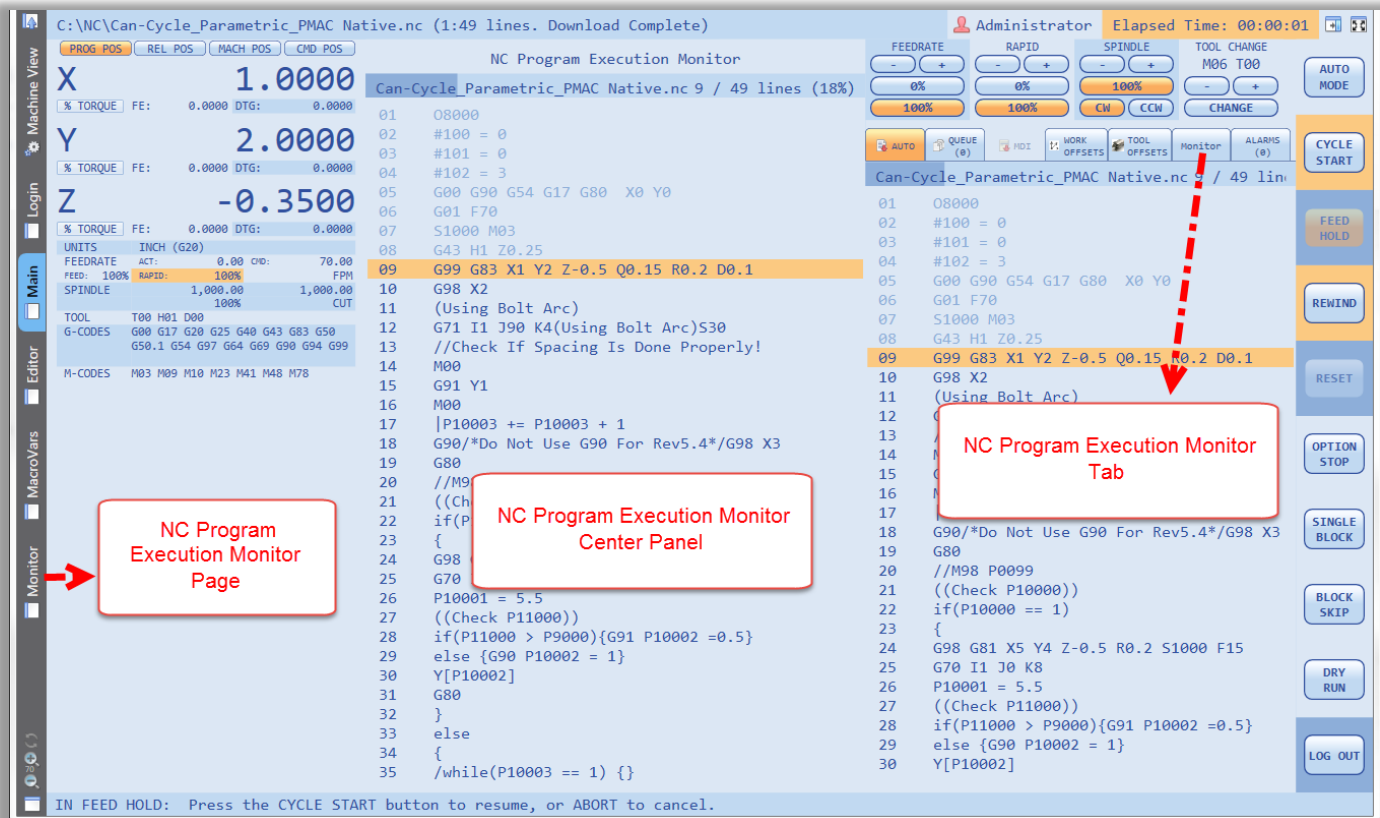 C:\NC\Can-Cycle_Parametric_PMAC Native.nc (1:49 lines. Download Complete)
Administrator
Elapsed Time: 00:00:01
Machine View
Login
Main
Editor
MacroVars
Monitor
70
PROG POS REL POS MACH POS CMD POS
X 1.0000
% TORQUE FE: 0.0000 DTG: 0.0000
Y 2.0000
% TORQUE FE: 0.0000 DTG: 0.0000
Z -0.3500
% TORQUE FE: 0.0000 DTG: 0.0000
UNITS INCH (G20)
FEEDRATE ACT: 0.00 CMD: 70.00
FEED: 100% RAPID: 100% FPM
SPINDLE 1,000.00 1,000.00
100% CUT
TOOL T00 H01 D00
G-CODES G00 G17 G20 G25 G40 G43 G83 G50
G50.1 G54 G97 G64 G69 G90 G94 G99
M-CODES M03 M09 M10 M23 M41 M48 M78
NC Program
Execution Monitor
Page
NC Program Execution Monitor
Can-Cycle_Parametric_PMAC Native.nc 9 / 49 lines (18%)
01 O8000
02 #100 = 0
03 #101 = 0
04 #102 = 3
05 G00 G90 G54 G17 G80 X0 Y0
06 G01 F70
07 S1000 M03
08 G43 H1 Z0.25
09 G99 G83 X1 Y2 Z-0.5 Q0.15 R0.2 D0.1
10 G98 X2
11 (Using Bolt Arc)
12 G71 I1 J90 K4(Using Bolt Arc)S30
13 //Check If Spacing Is Done Properly!
14 M00
15 G91 Y1
16 M00
17 |P10003 += P10003 + 1
18 G90/*Do Not Use G90 For Rev5.4*/G98 X3
19 G80
20 //M9
21 ((Ch
22 if(P
23 {
24 G98
25 G70
26 P10001 = 5.5
27 ((Check P11000))
28 if(P11000 > P9000){G91 P10002 =0.5}
29 else {G90 P10002 = 1}
30 Y[P10002]
31 G80
32 }
33 else
34 {
35 /while(P10003 == 1) {}
NC Program Execution Monitor
Center Panel
FEEDRATE RAPID SPINDLE TOOL CHANGE
- + - + - + M06 T00
0% 0% 100% - +
100% 100% CW CCW CHANGE
AUTO QUEUE (0) MDI WORK OFFSETS TOOL OFFSETS Monitor ALARMS (0)
Can-Cycle_Parametric_PMAC Native.nc 9 / 49 lin
01 O8000
02 #100 = 0
03 #101 = 0
04 #102 = 3
05 G00 G90 G54 G17 G80 X0 Y0
06 G01 F70
07 S1000 M03
08 G43 H1 Z0.25
09 G99 G83 X1 Y2 Z-0.5 Q0.15 R0.2 D0.1
10 G98 X2
11 (Using Bolt Arc)
12
13
14
15
16
17
18 G90/*Do Not Use G90 For Rev5.4*/G98 X3
19 G80
20 //M98 P0099
21 ((Check P10000))
22 if(P10000 == 1)
23 {
24 G98 G81 X5 Y4 Z-0.5 R0.2 S1000 F15
25 G70 I1 J0 K8
26 P10001 = 5.5
27 ((Check P11000))
28 if(P11000 > P9000){G91 P10002 =0.5}
29 else {G90 P10002 = 1}
30 Y[P10002]
NC Program Execution Monitor
Tab
AUTO
MODE
CYCLE
START
FEED
HOLD
REWIND
RESET
OPTION
STOP
SINGLE
BLOCK
BLOCK
SKIP
DRY
RUN
LOG OUT
IN FEED HOLD: Press the CYCLE START button to resume, or ABORT to cancel.